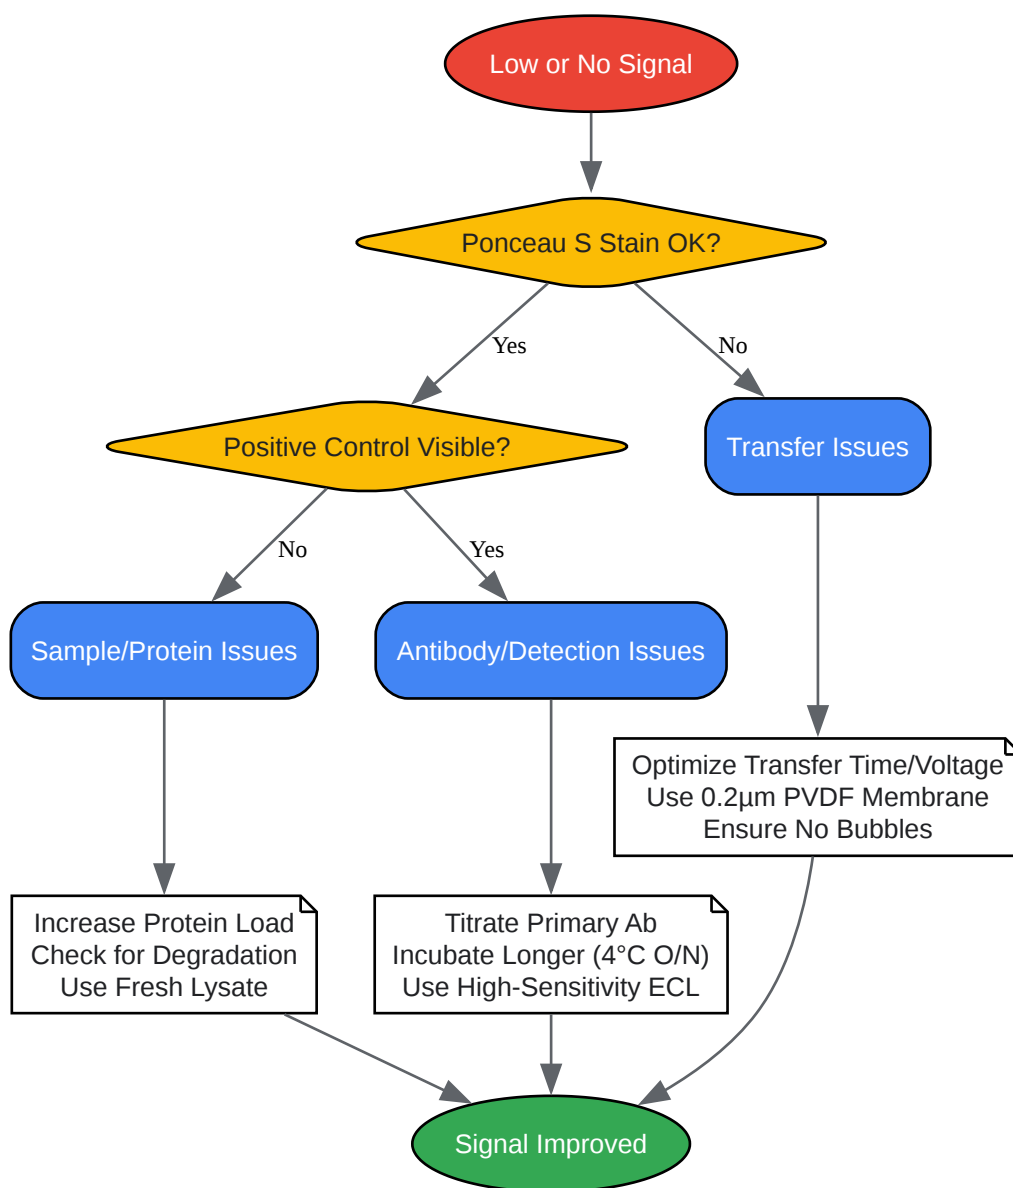 Low or No Signal
Ponceau S Stain OK?
Yes
No
Positive Control Visible?
Transfer Issues
No
Yes
Sample/Protein Issues
Antibody/Detection Issues
Optimize Transfer Time/Voltage
Use 0.2µm PVDF Membrane
Ensure No Bubbles
Increase Protein Load
Check for Degradation
Use Fresh Lysate
Titrate Primary Ab
Incubate Longer (4°C O/N)
Use High-Sensitivity ECL
Signal Improved